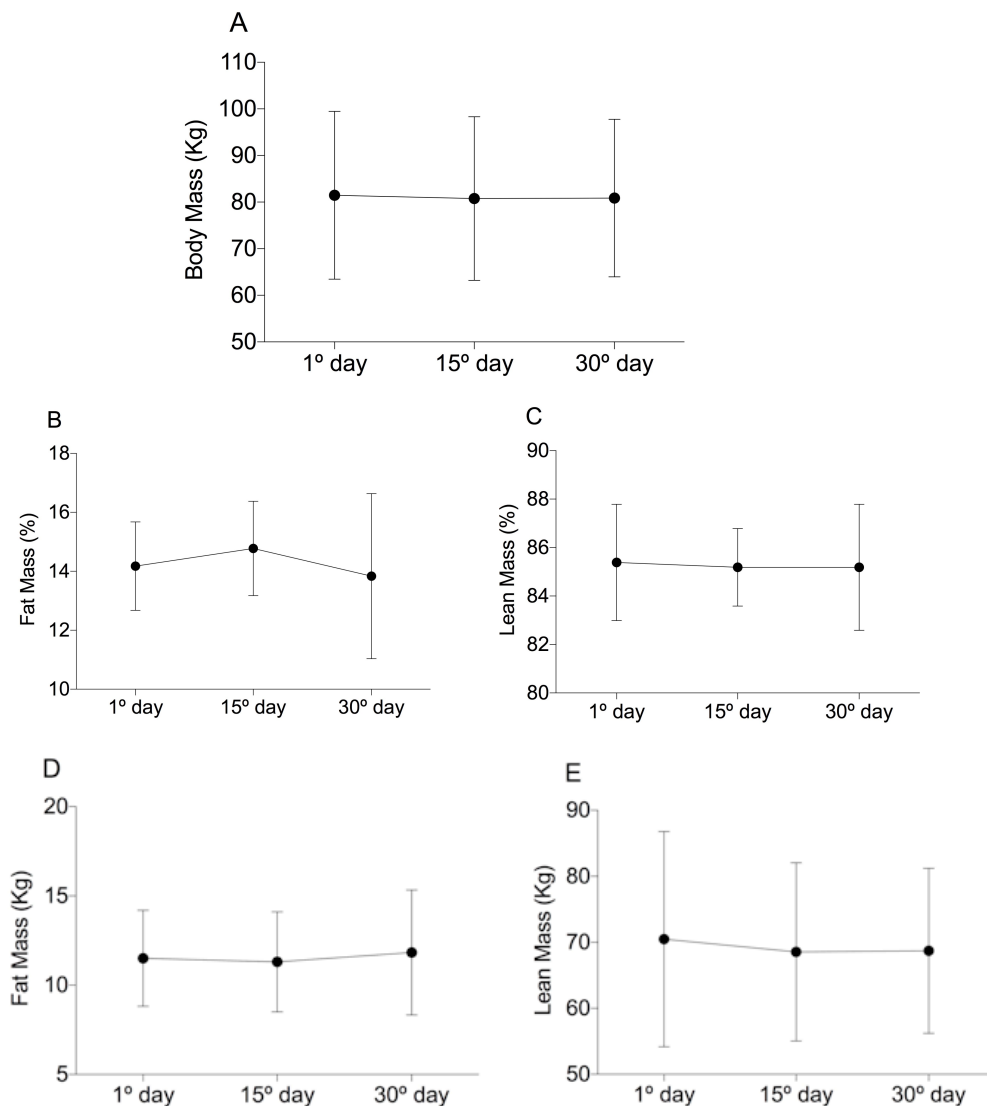 A
Body Mass (Kg)
110
100
90
80
70
60
50
1º day 15º day 30º day
B
Fat Mass (%)
18
16
14
12
10
1º day 15º day 30º day
C
Lean Mass (%)
90
88
86
84
82
80
1º day 15º day 30º day
D
Fat Mass (Kg)
20
15
10
5
1º day 15º day 30º day
E
Lean Mass (Kg)
90
80
70
60
50
1º day 15º day 30º day